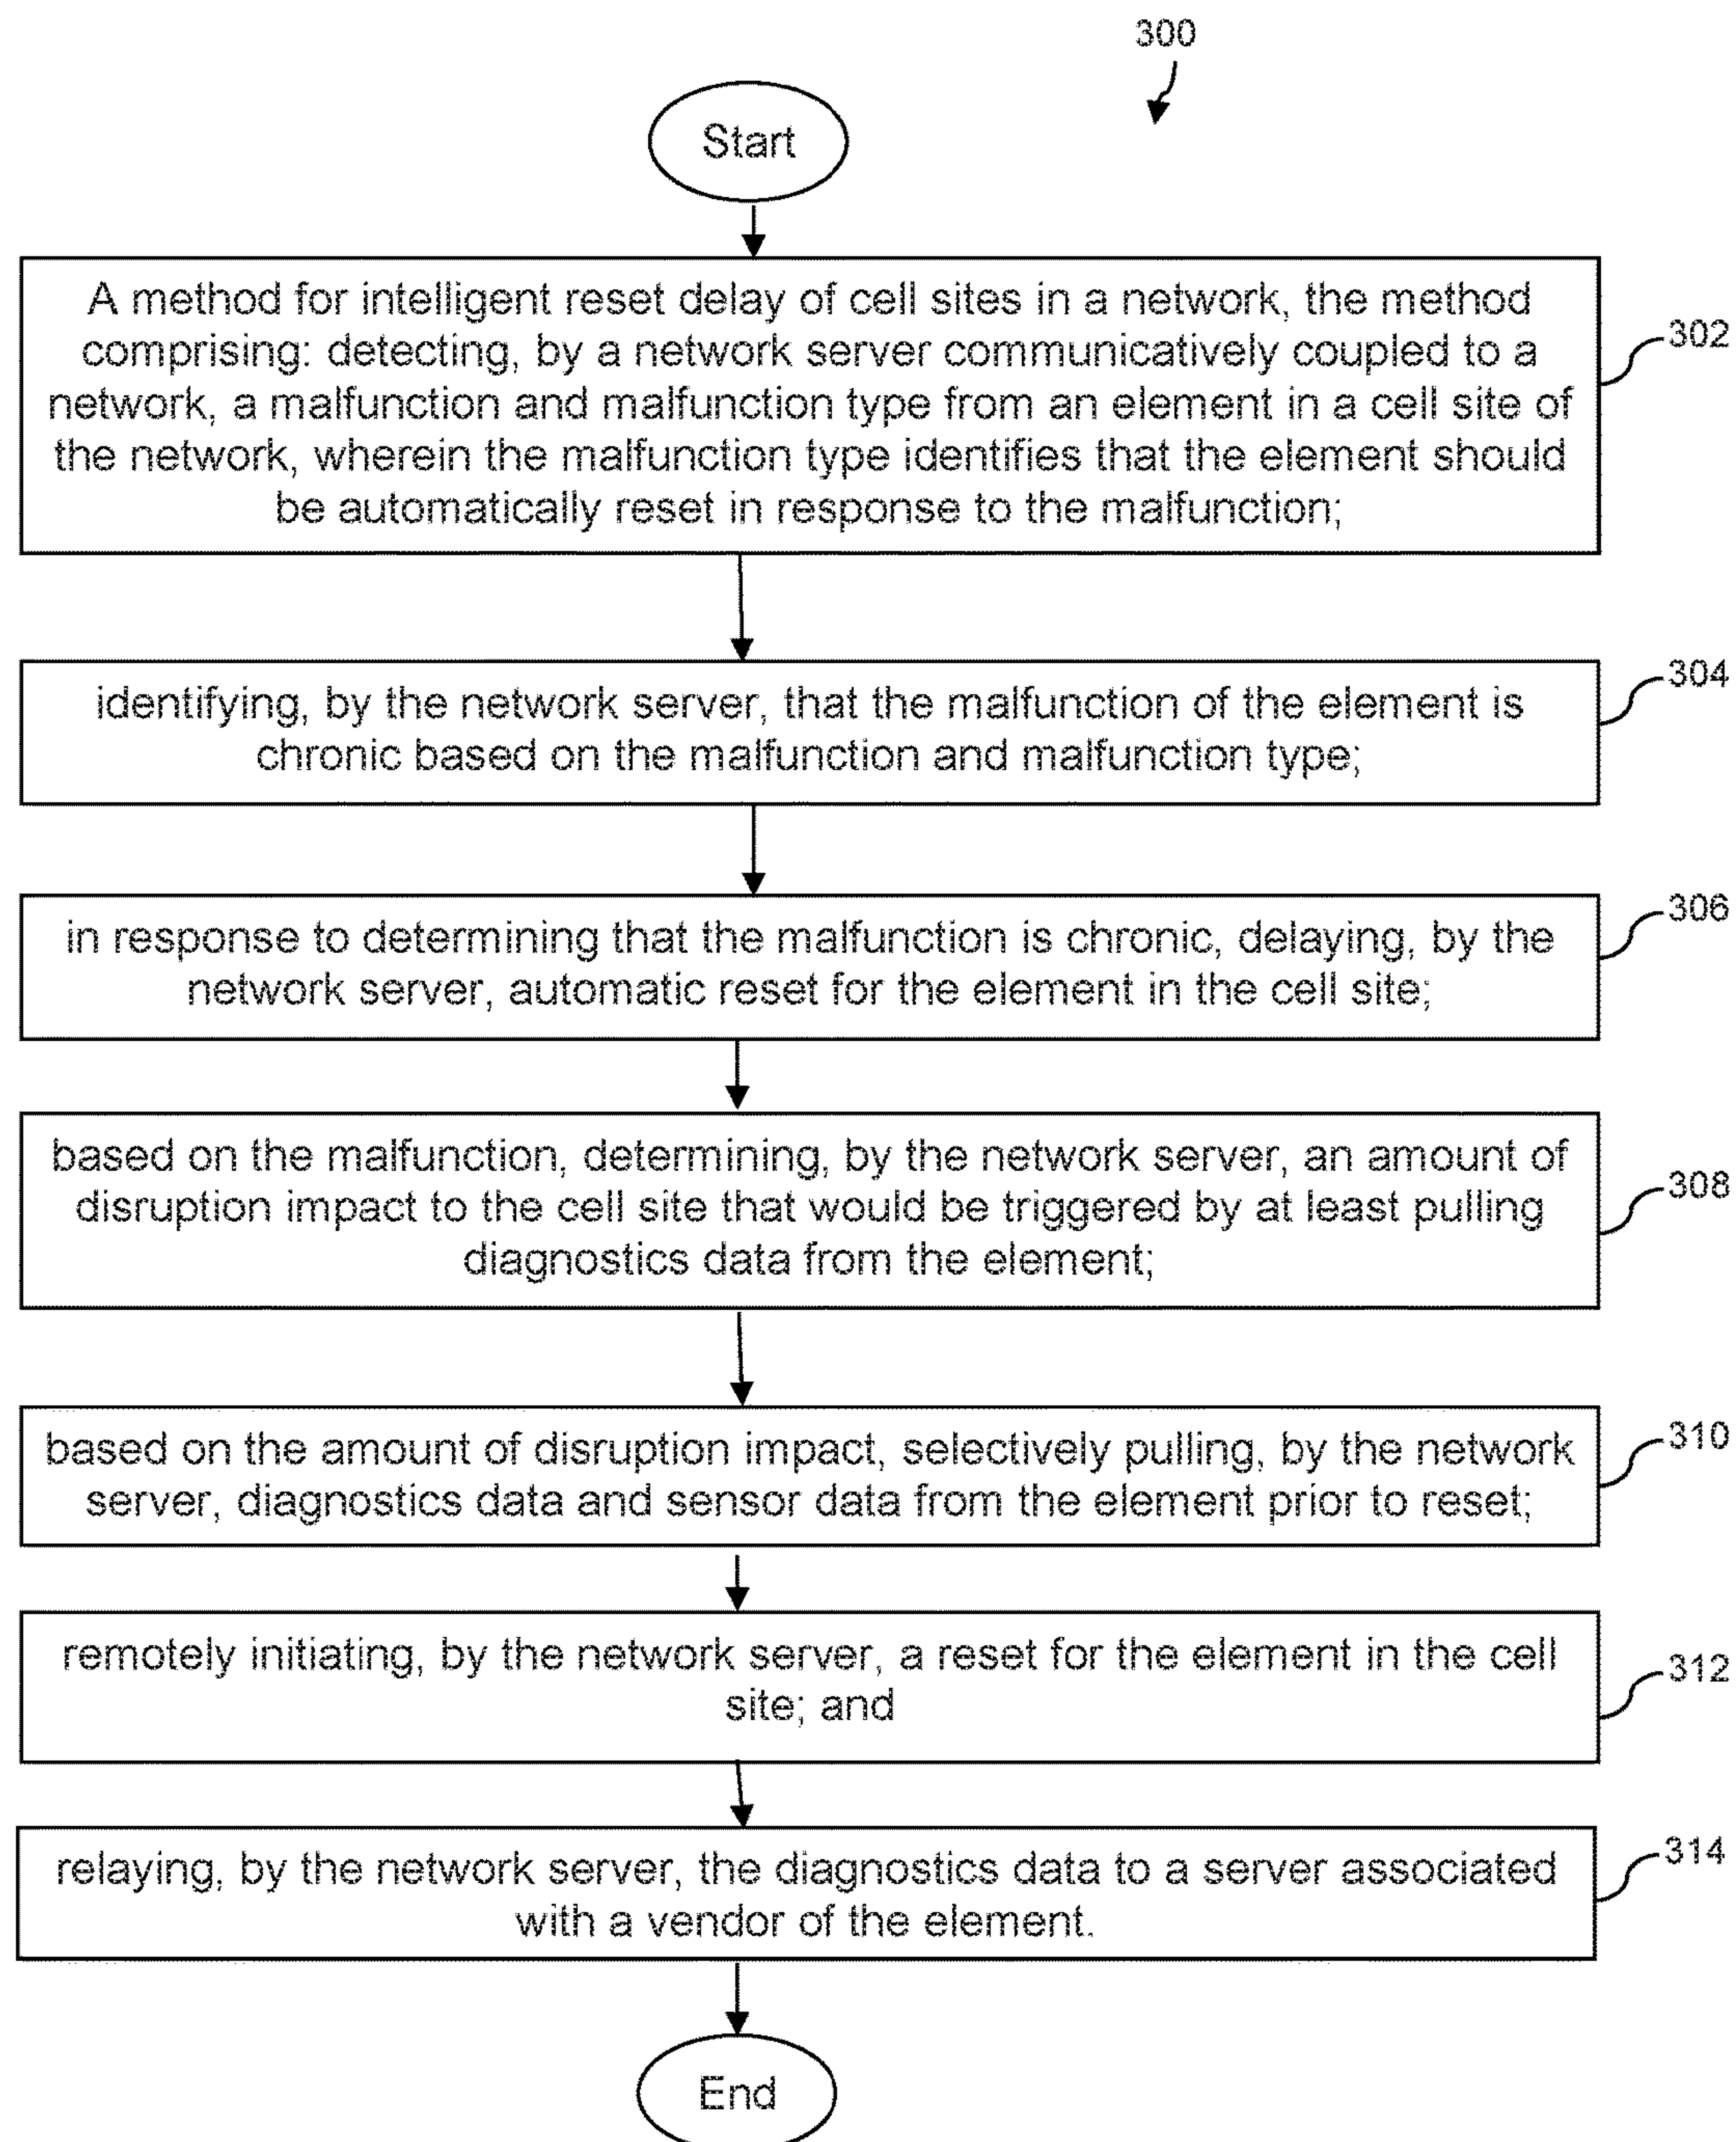 300
Start
A method for intelligent reset delay of cell sites in a network, the method
comprising: detecting, by a network server communicatively coupled to a
network, a malfunction and malfunction type from an element in a cell site of
the network, wherein the malfunction type identifies that the element should
be automatically reset in response to the malfunction;
302
identifying, by the network server, that the malfunction of the element is
chronic based on the malfunction and malfunction type;
304
in response to determining that the malfunction is chronic, delaying, by the
network server, automatic reset for the element in the cell site;
306
based on the malfunction, determining, by the network server, an amount of
disruption impact to the cell site that would be triggered by at least pulling
diagnostics data from the element;
308
based on the amount of disruption impact, selectively pulling, by the network
server, diagnostics data and sensor data from the element prior to reset;
310
remotely initiating, by the network server, a reset for the element in the cell
site; and
312
relaying, by the network server, the diagnostics data to a server associated
with a vendor of the element.
314
End